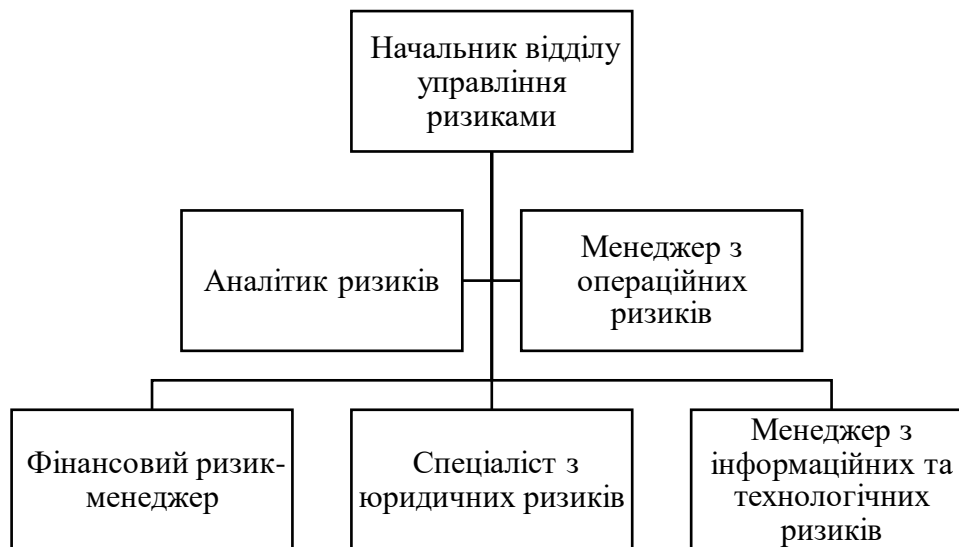 Начальник відділу
управління
ризиками
Аналітик ризиків
Менеджер з
операційних
ризиків
Фінансовий ризик-
менеджер
Спеціаліст з
юридичних ризиків
Менеджер з
інформаційних та
технологічних
ризиків